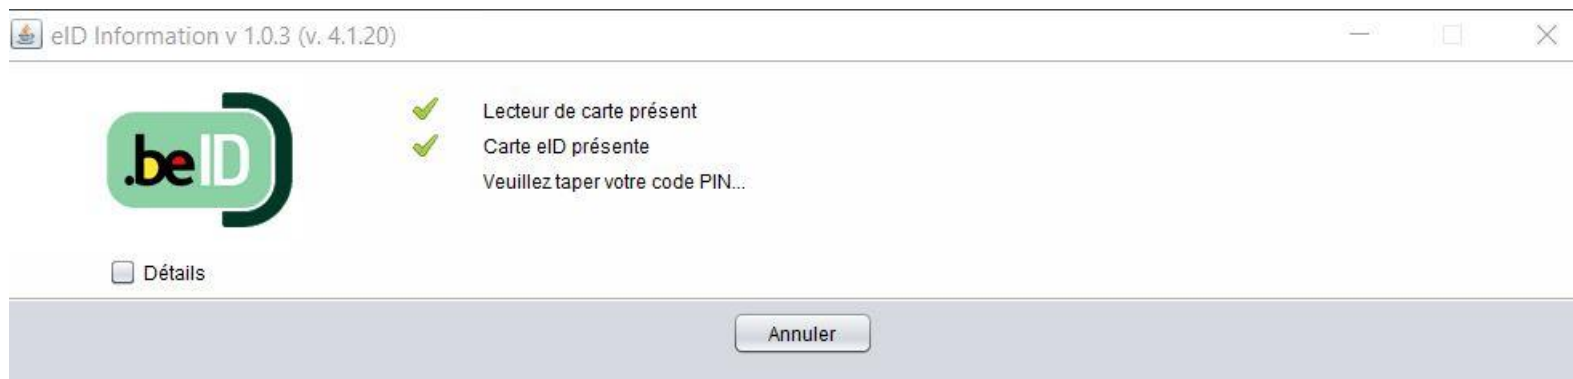 eID Information v 1.0.3 (v. 4.1.20)
.beID
Lecteur de carte présent
Carte eID présente
Veuillez taper votre code PIN...
Détails
Annuler